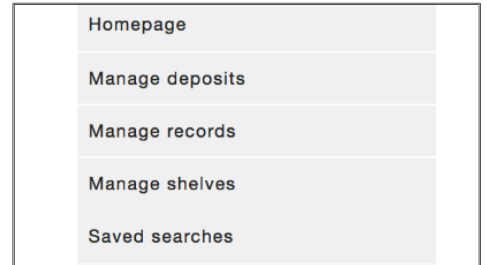 Homepage
Manage deposits
Manage records
Manage shelves
Saved searches